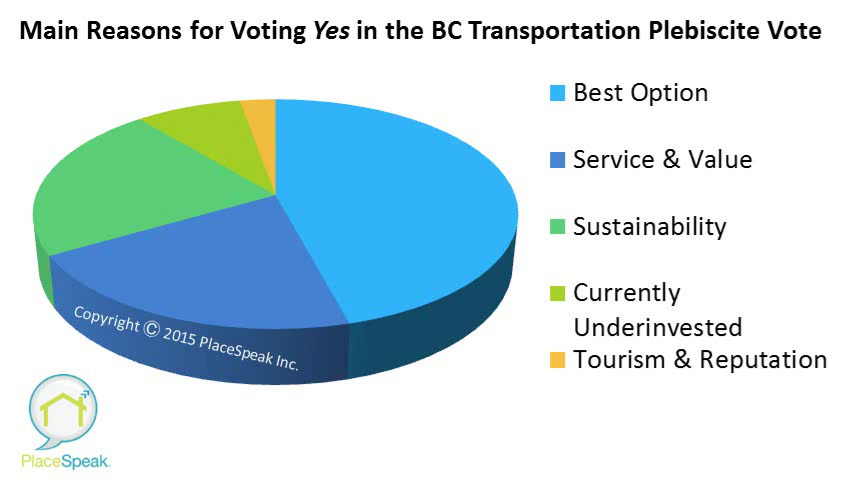 Main Reasons for Voting Yes in the BC Transportation Plebiscite Vote
Best Option
Service & Value
Sustainability
Currently
Underinvested
Tourism & Reputation
Copyright © 2015 PlaceSpeak Inc.
PlaceSpeak.